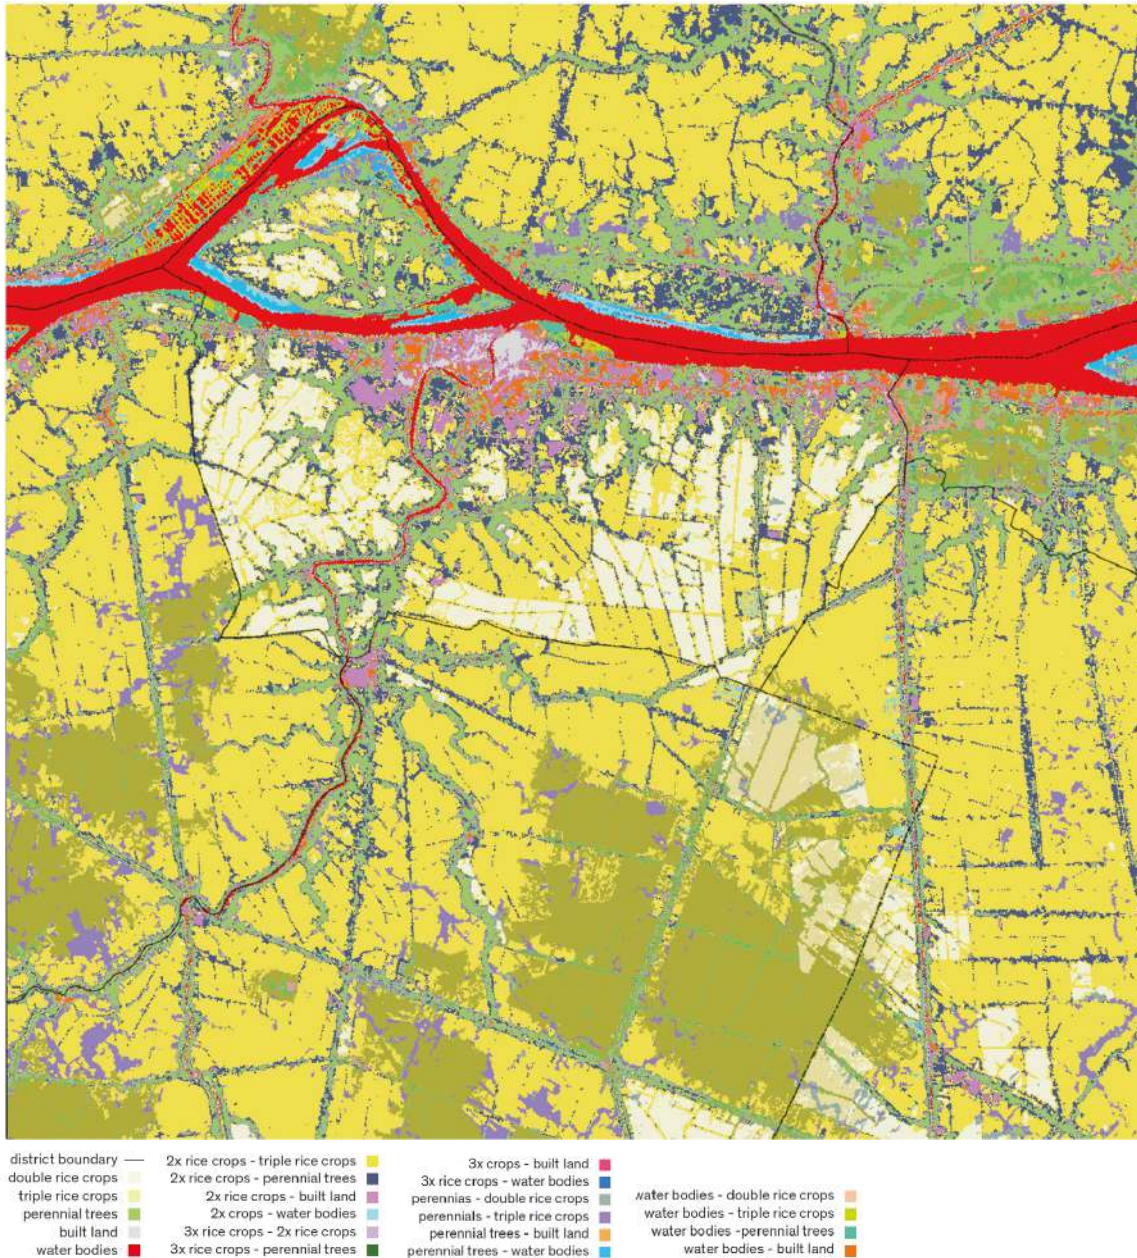 district boundary
double rice crops
triple rice crops
perennial trees
built land
water bodies
2x rice crops - triple rice crops
2x rice crops - perennial trees
2x rice crops - built land
2x crops - water bodies
3x rice crops - 2x rice crops
3x rice crops - perennial trees
3x crops - built land
3x rice crops - water bodies
perennias - double rice crops
perennials - triple rice crops
perennial trees - built land
perennial trees - water bodies
water bodies - double rice crops
water bodies - triple rice crops
water bodies -perennial trees
water bodies - built land